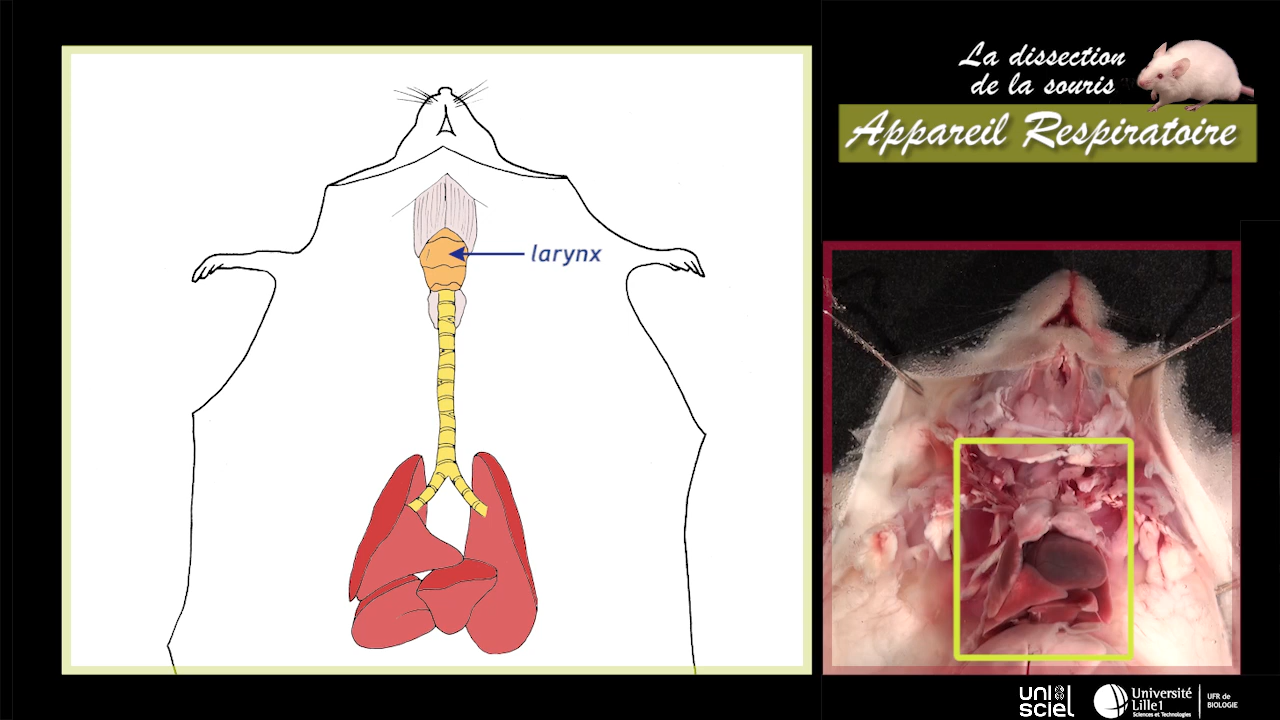 La dissection
de la souris
Appareil Respiratoire
larynx
uni
sciel
Université
Lille1
Sciences et Technologies
UFR de
BIOLOGIE